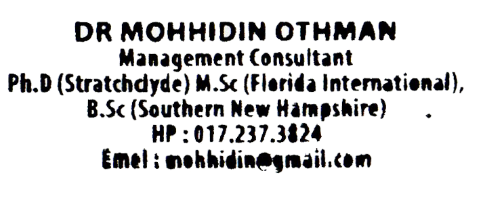 DR MOHHIDIN OTHMAN
Management Consultant
Ph.D (Stratchclyde) M.Sc (Florida International),
B.Sc (Southern New Hampshire)
HP : 017.237.3824
Emel : mohhidin@gmail.com